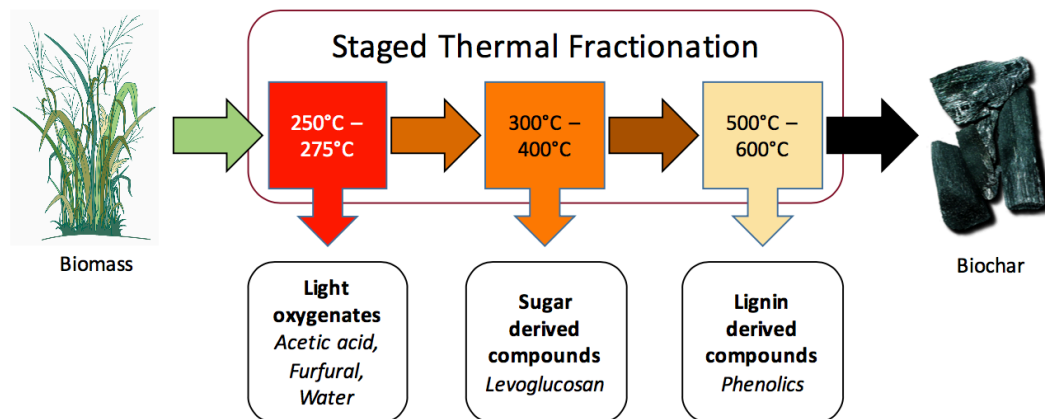 Staged Thermal Fractionation
250°C –
275°C
300°C –
400°C
500°C –
600°C
Biomass
Biochar
Light
oxygenates
Acetic acid,
Furfural,
Water
Sugar
derived
compounds
Levoglucosan
Lignin
derived
compounds
Phenolics